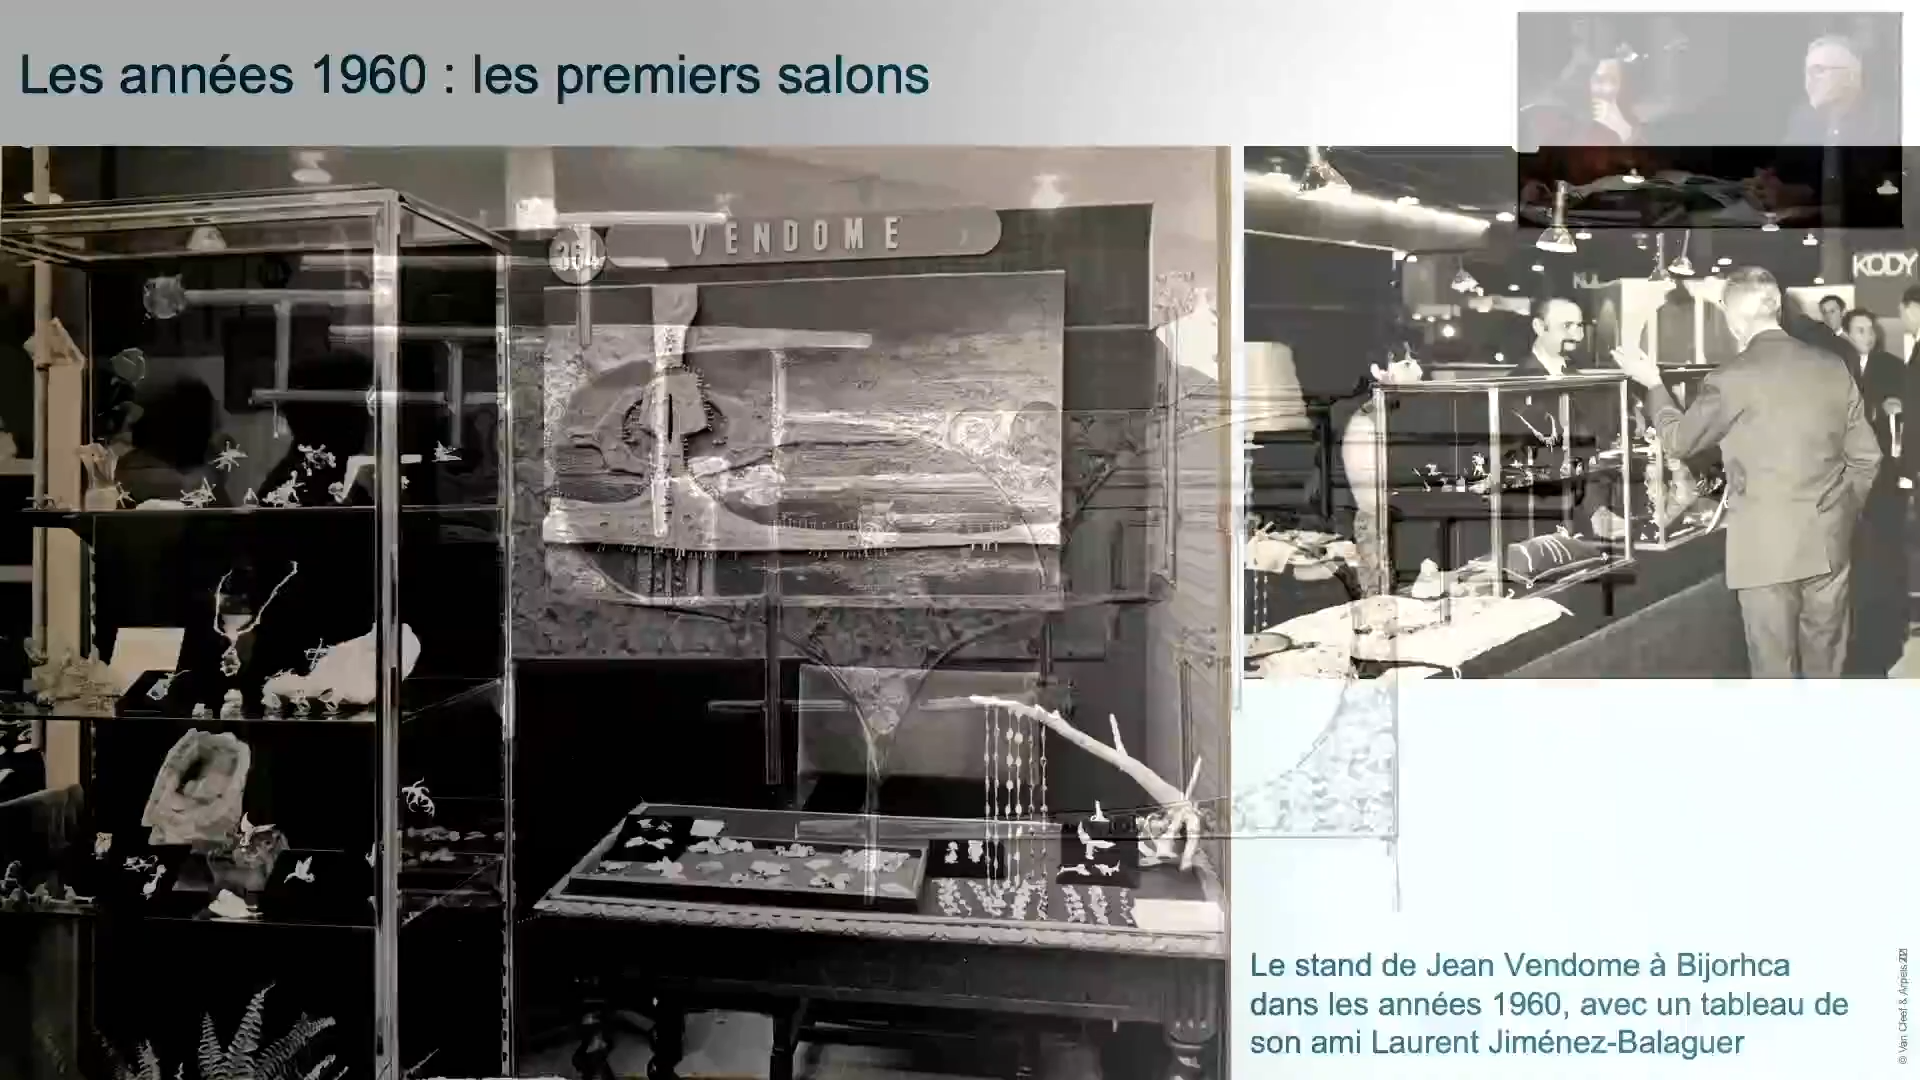 Les années 1960 : les premiers salons
364
VENDOME
KODY
Le stand de Jean Vendome à Bijorhca
dans les années 1960, avec un tableau de
son ami Laurent Jiménez-Balaguer
© Van Cleef & Arpels